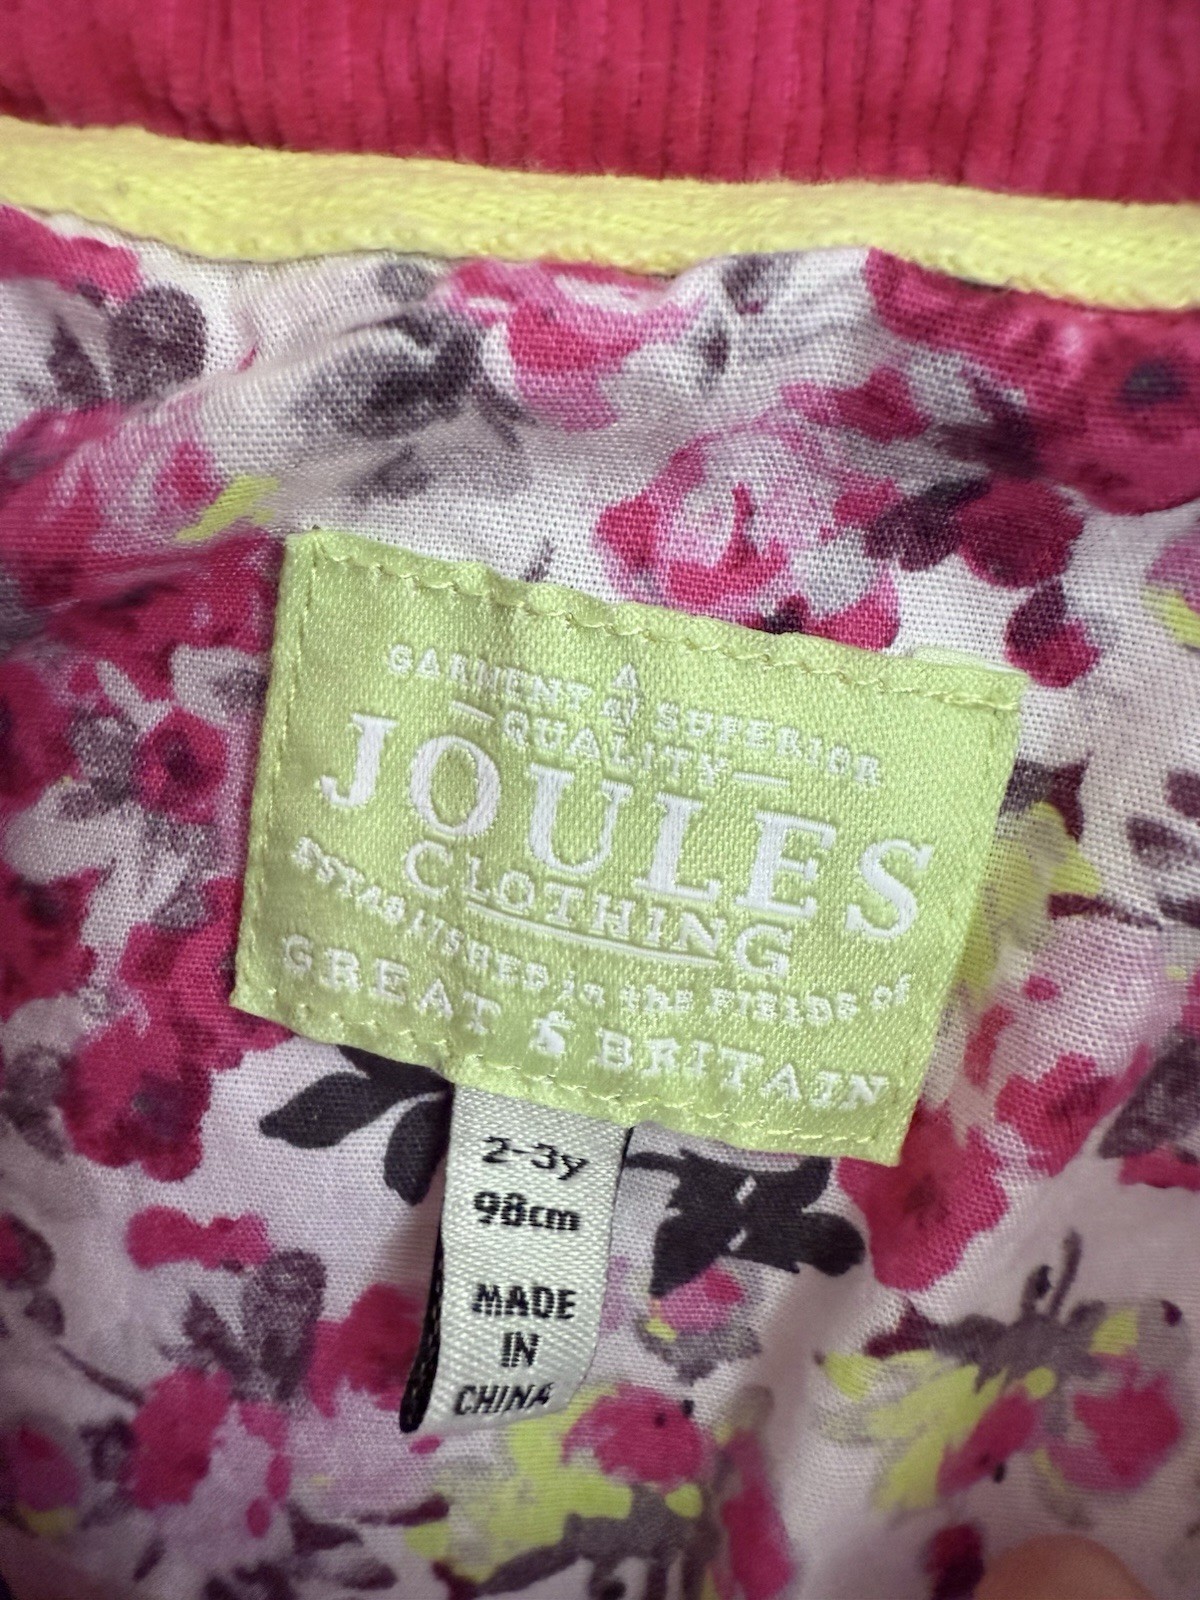 A
GARMENT of SUPERIOR
QUALITY
JOULES
CLOTHING
ESTABLISHED in the FIELDS of
GREAT & BRITAIN
2-3y
98cm
MADE
IN
CHINA